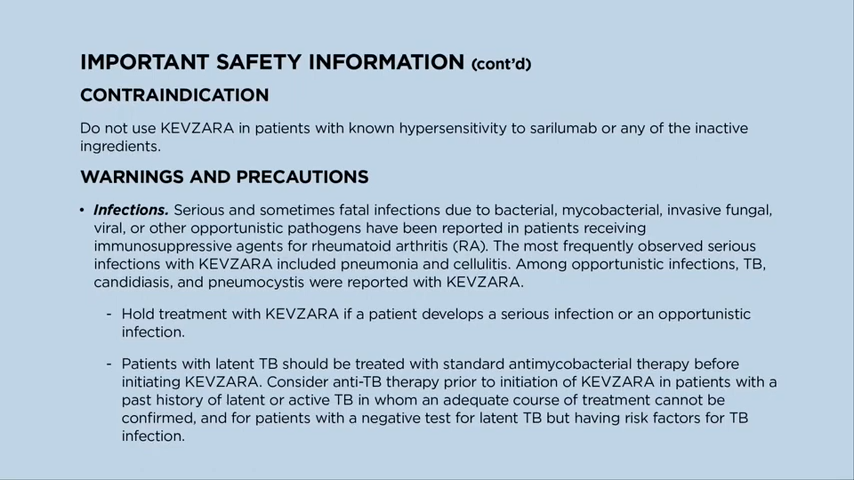 IMPORTANT SAFETY INFORMATION (cont'd)
CONTRAINDICATION
Do not use KEVZARA in patients with known hypersensitivity to sarilumab or any of the inactive
ingredients.
WARNINGS AND PRECAUTIONS
• Infections. Serious and sometimes fatal infections due to bacterial, mycobacterial, invasive fungal,
viral, or other opportunistic pathogens have been reported in patients receiving
immunosuppressive agents for rheumatoid arthritis (RA). The most frequently observed serious
infections with KEVZARA included pneumonia and cellulitis. Among opportunistic infections, TB,
candidiasis, and pneumocystis were reported with KEVZARA.
- Hold treatment with KEVZARA if a patient develops a serious infection or an opportunistic
infection.
- Patients with latent TB should be treated with standard antimycobacterial therapy before
initiating KEVZARA. Consider anti-TB therapy prior to initiation of KEVZARA in patients with a
past history of latent or active TB in whom an adequate course of treatment cannot be
confirmed, and for patients with a negative test for latent TB but having risk factors for TB
infection.